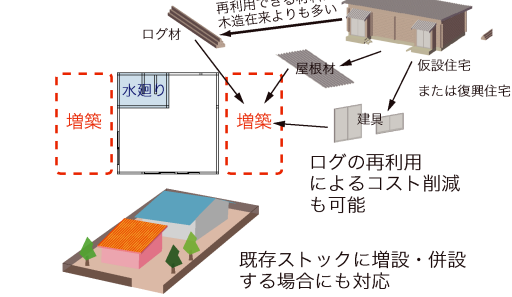 再利用できる材料
木造在来よりも多い
ログ材
屋根材
仮設住宅
または復興住宅
水廻り
増築
増築
建具
ログの再利用
によるコスト削減
も可能
既存ストックに増設・併設
する場合にも対応